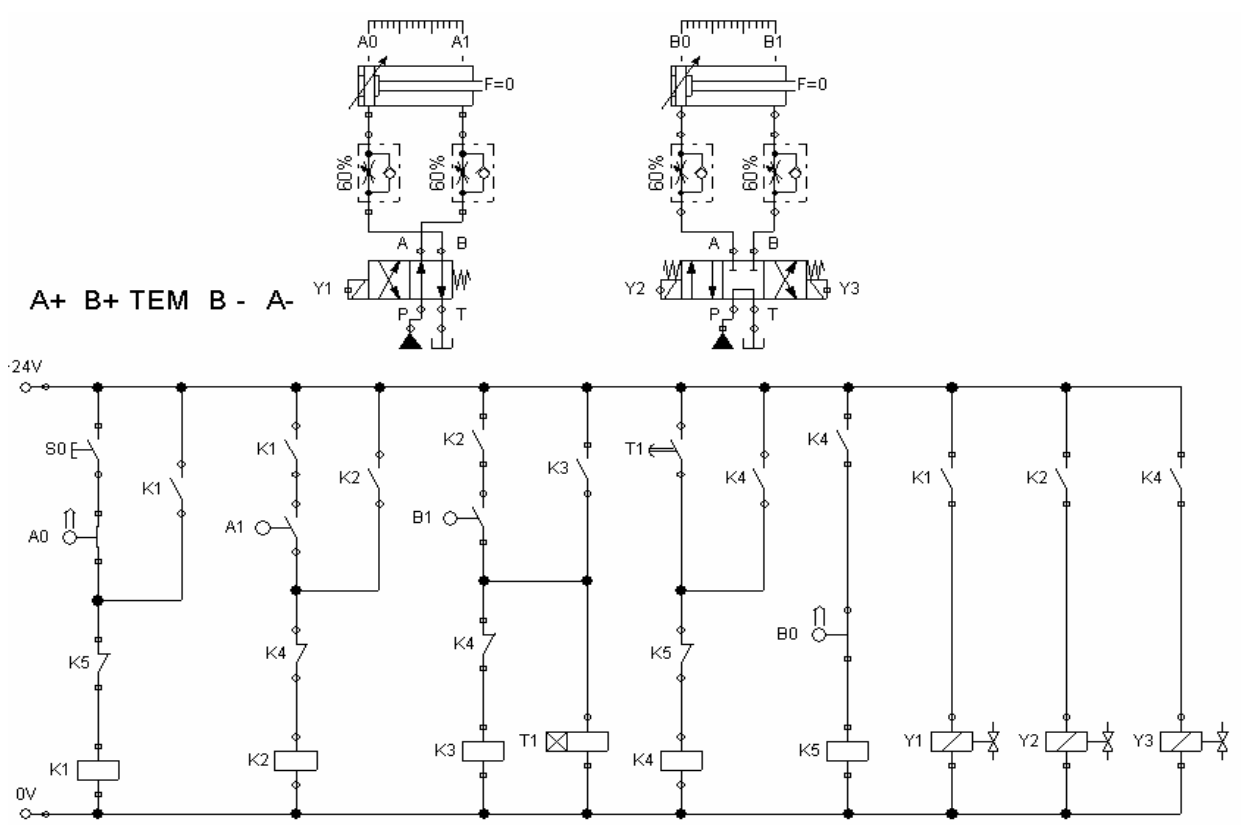 A0 A1 B0 B1
F=0 F=0
60% 60% 60% 60%
A B A B
Y1 Y2 Y3
A+ B+ TEM B - A-
P T P T
24V
S0 K1 K1 K2 K2 K3 T1 K4 K4 K1 K2 K4
A0 A1 B1
B0
K5 K4 K4 K5
K1 K2 K3 T1 K4 K5 Y1 Y2 Y3
0V